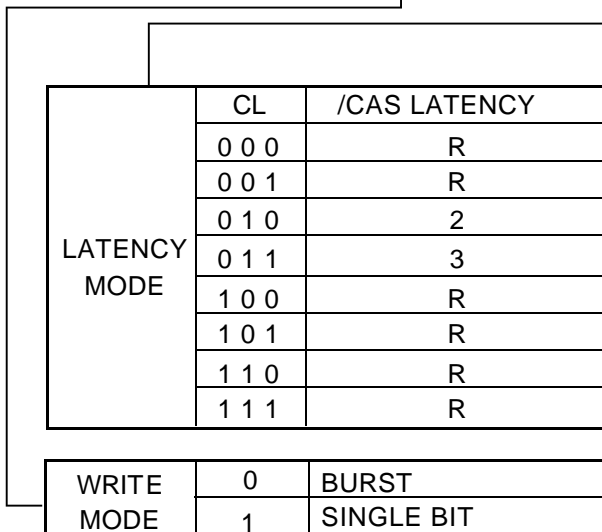 CL /CAS LATENCY
0 0 0 R
0 0 1 R
0 1 0 2
LATENCY MODE
0 1 1 3
1 0 0 R
1 0 1 R
1 1 0 R
1 1 1 R
WRITE MODE
0 BURST
1 SINGLE BIT